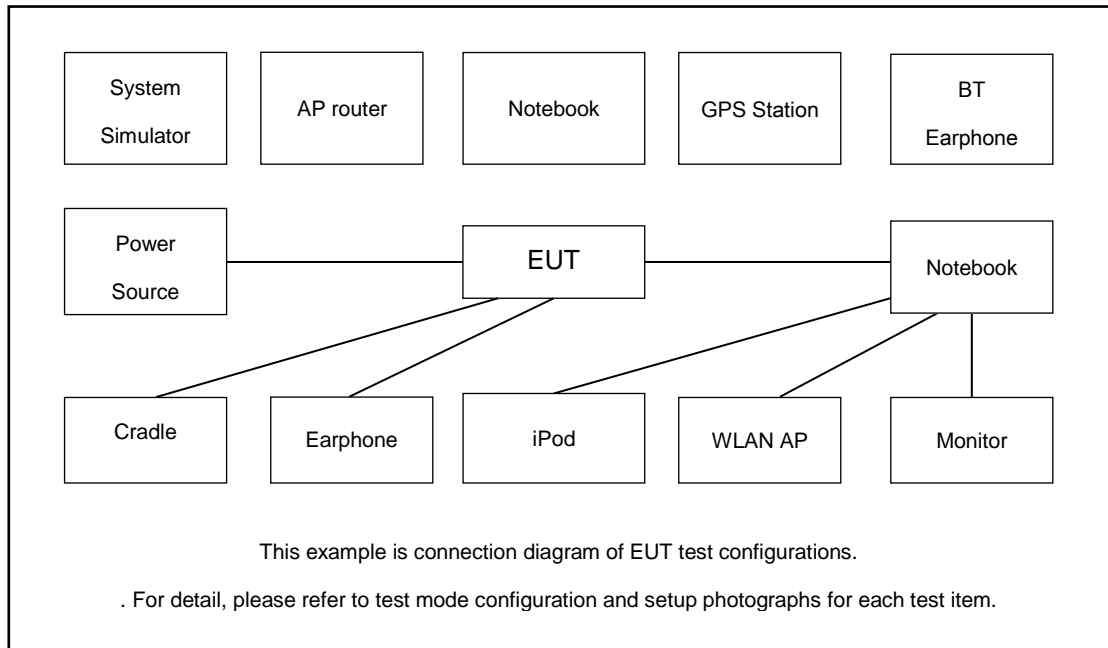 System
Simulator
AP router
Notebook
GPS Station
BT
Earphone
Power
Source
EUT
Notebook
Cradle
Earphone
iPod
WLAN AP
Monitor
This example is connection diagram of EUT test configurations.
. For detail, please refer to test mode configuration and setup photographs for each test item.